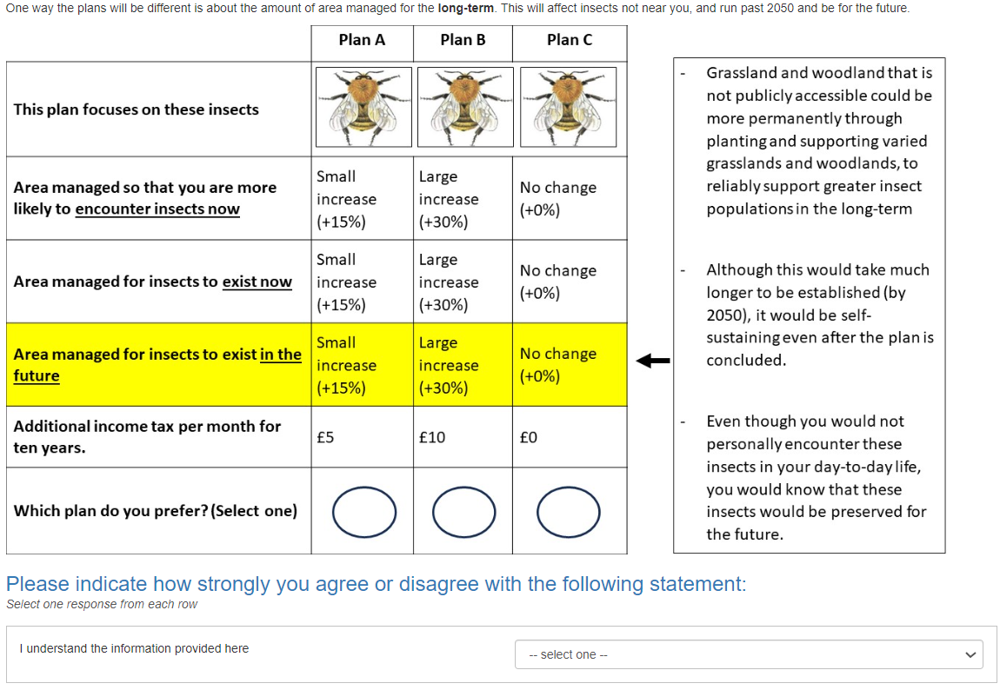 One way the plans will be different is about the amount of area managed for the long-term. This will affect insects not near you, and run past 2050 and be for the future.
Plan A Plan B Plan C
This plan focuses on these insects
Area managed so that you are more
likely to encounter insects now
Small
increase
(+15%)
Large
increase
(+30%)
No change
(+0%)
Area managed for insects to exist now
Small
increase
(+15%)
Large
increase
(+30%)
No change
(+0%)
Area managed for insects to exist in the
future
Small
increase
(+15%)
Large
increase
(+30%)
No change
(+0%)
Additional income tax per month for
ten years.
£5
£10
£0
Which plan do you prefer? (Select one)
- Grassland and woodland that is
not publicly accessible could be
more permanently through
planting and supporting varied
grasslands and woodlands, to
reliably support greater insect
populations in the long-term
- Although this would take much
longer to be established (by
2050), it would be self-
sustaining even after the plan is
concluded.
- Even though you would not
personally encounter these
insects in your day-to-day life,
you would know that these
insects would be preserved for
the future.
Please indicate how strongly you agree or disagree with the following statement:
Select one response from each row
I understand the information provided here
-- select one --